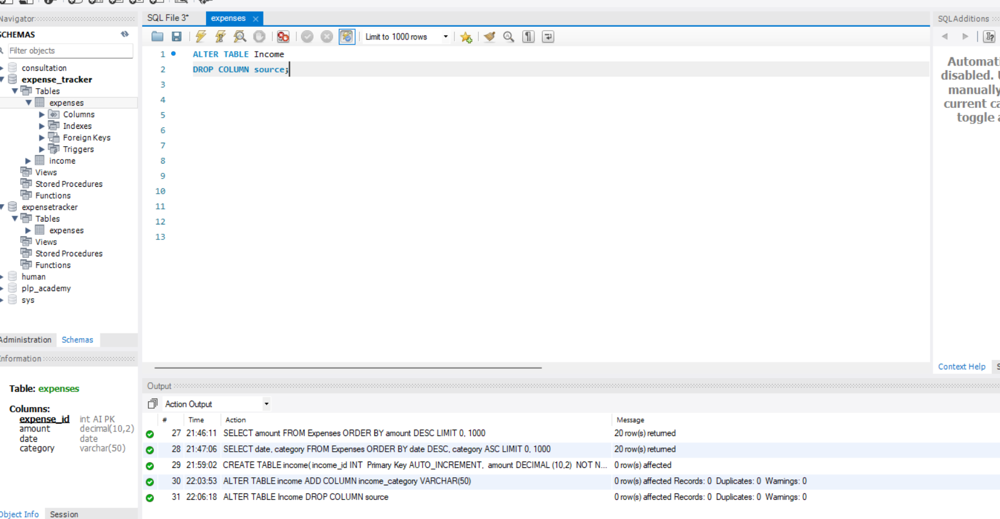 Navigator
SQL File 3*
expenses
SQLAdditions
SCHEMAS
Filter objects
consultation
expense_tracker
Tables
expenses
Columns
Indexes
Foreign Keys
Triggers
income
Views
Stored Procedures
Functions
expensetracker
Tables
expenses
Views
Stored Procedures
Functions
human
plp_academy
sys
Administration
Schemas
Information
Table: expenses
Columns:
expense_id int AI PK
amount decimal(10,2)
date date
category varchar(50)
Object Info
Session
Limit to 1000 rows
1 ALTER TABLE Income
2 DROP COLUMN source;
3
4
5
6
7
8
9
10
11
12
13
disabled.
manually
current
toggle
Context Help
Output
Action Output
# Time Action Message
27 21:46:11 SELECT amount FROM Expenses ORDER BY amount DESC LIMIT 0, 1000 20 row(s) returned
28 21:47:06 SELECT date, category FROM Expenses ORDER BY date DESC, category ASC LIMIT 0, 1000 20 row(s) returned
29 21:59:02 CREATE TABLE income( income_id INT Primary Key AUTO_INCREMENT, amount DECIMAL (10,2) NOT N... 0 row(s) affected
30 22:03:53 ALTER TABLE income ADD COLUMN income_category VARCHAR(50) 0 row(s) affected Records: 0 Duplicates: 0 Warnings: 0
31 22:06:18 ALTER TABLE Income DROP COLUMN source 0 row(s) affected Records: 0 Duplicates: 0 Warnings: 0